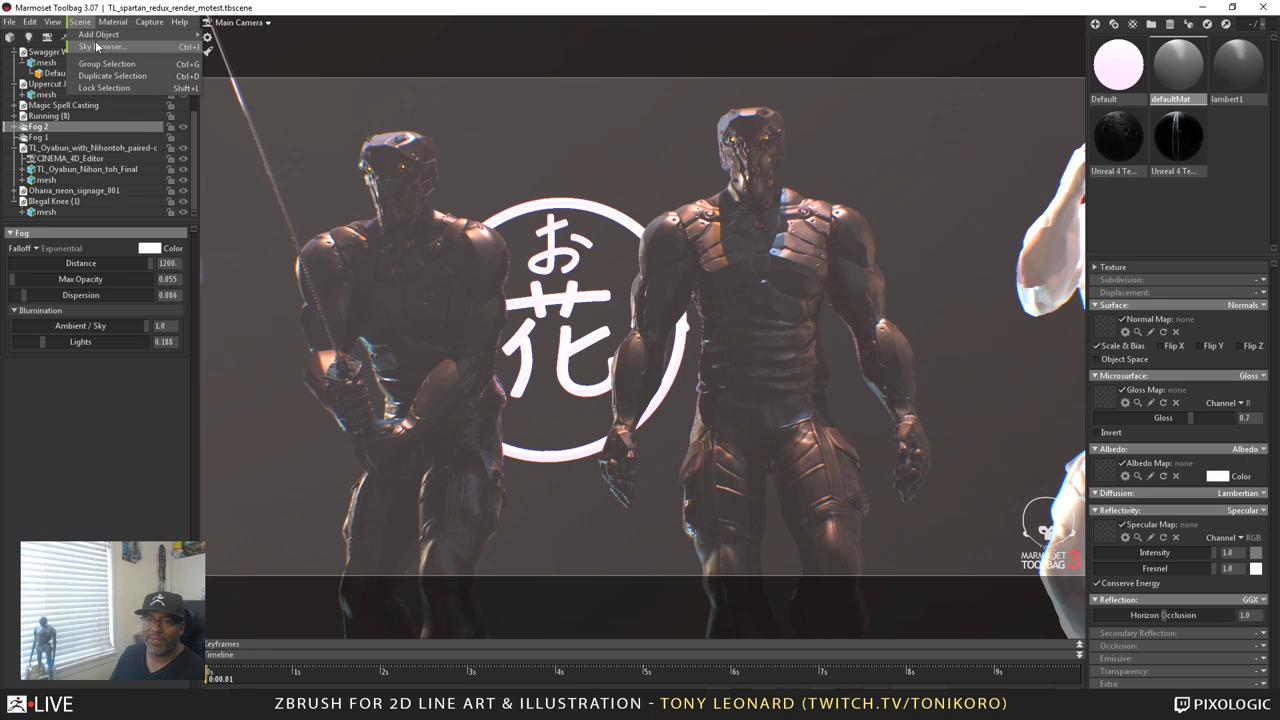 Marmoset Toolbag 3.07 | TL_spartan_redux_render_motest.tbscene
File Edit View Scene Material Capture Help
Main Camera
Add Object
Sky Browser... Ctrl+J
Group Selection Ctrl+G
Duplicate Selection Ctrl+D
Lock Selection Shift+L
Swagger W
mesh
Defau
Uppercut J
mesh
Magic Spell Casting
Running (8)
Fog 2
Fog 1
TL_Oyabun_with_Nihontoh_paired-c
CINEMA_4D_Editor
TL_Oyabun_Nihon_toh_Final
mesh
Ohana_neon_signage_001
Illegal Knee (1)
mesh
Fog
Falloff Exponential Color
Distance 1200.
Max Opacity 0.055
Dispersion 0.086
Illumination
Ambient / Sky 1.0
Lights 0.188
お
花
MARMOSET
TOOLBAG 3
Keyframes
Timeline
0s 1s 2s 3s 4s 5s 6s 7s 8s 9s
0:00.01
- / -
Default defaultMat lambert1
Unreal 4 Te... Unreal 4 Te...
Texture
Subdivision: -
Displacement: -
Surface: Normals
Normal Map: none
Scale & Bias Flip X Flip Y Flip Z
Object Space
Microsurface: Gloss
Gloss Map: none
Channel R
Gloss 0.7
Invert
Albedo: Albedo
Albedo Map: none
Color
Diffusion: Lambertian
Reflectivity: Specular
Specular Map: none
Channel RGB
Intensity 1.0
Fresnel 1.0
Conserve Energy
Reflection: GGX
Horizon Occlusion 1.0
Secondary Reflection: -
Occlusion: -
Emissive: -
Transparency: -
Extra: -
LIVE
ZBRUSH FOR 2D LINE ART & ILLUSTRATION - TONY LEONARD (TWITCH.TV/TONIKORO)
PIXOLOGIC